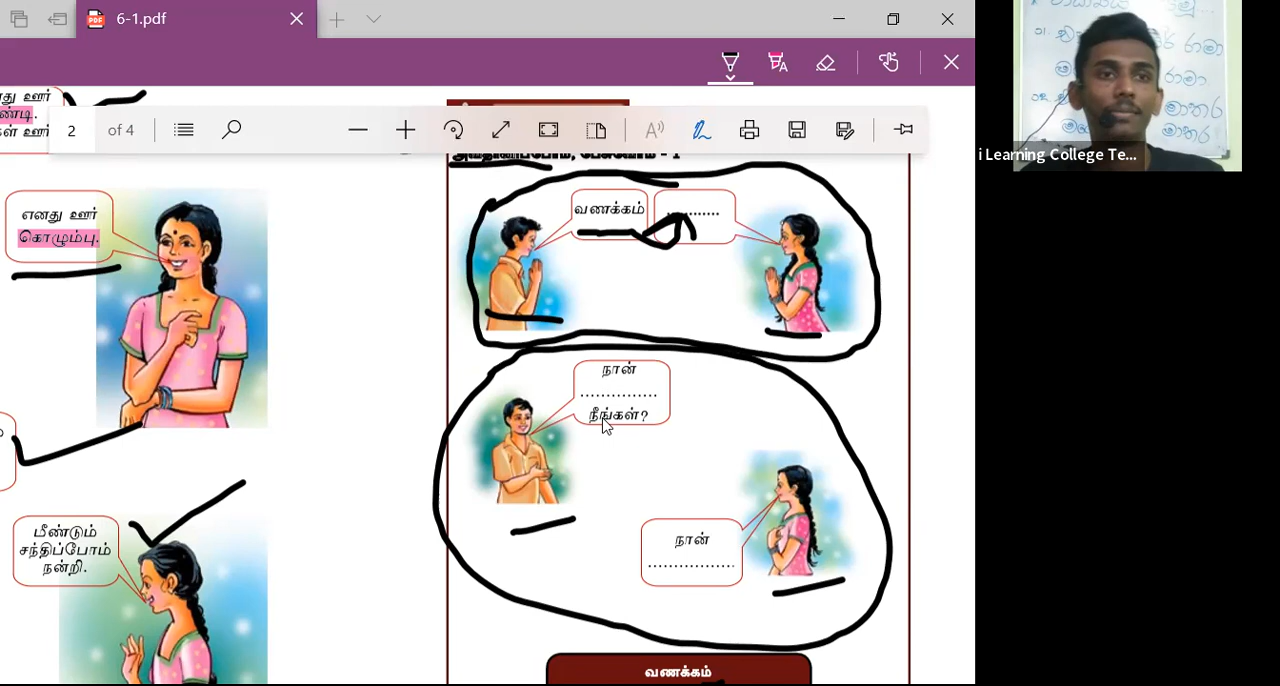 6-1.pdf
2 of 4
எனது ஊர்
கொழும்பு.
மீண்டும்
சந்திப்போம்
நன்றி.
வணக்கம்
............
நான்
...............
நீங்கள்?
நான்
................
வணக்கம்
i Learning College Te...